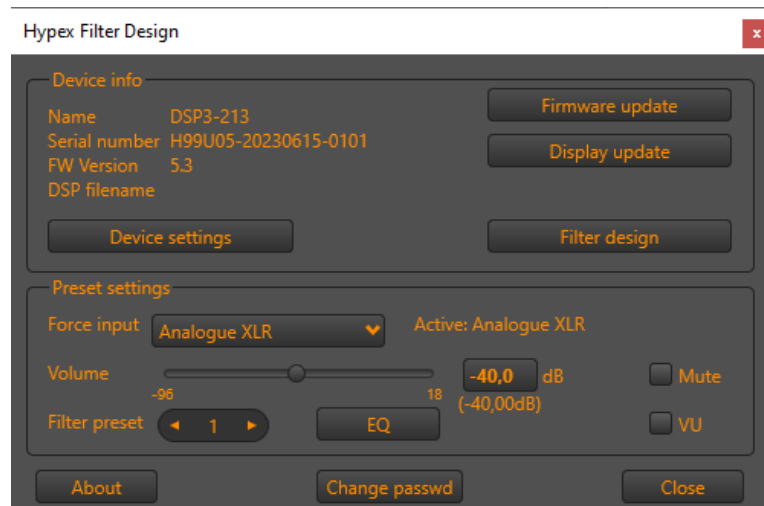 Hypex Filter Design
x
Device info
Name DSP3-213
Firmware update
Serial number H99U05-20230615-0101
FW Version 5.3
Display update
DSP filename
Device settings
Filter design
Preset settings
Force input Analogue XLR Active: Analogue XLR
Volume -40,0 dB Mute
-96 18 (-40,00dB)
Filter preset 1 EQ VU
About Change passwd Close